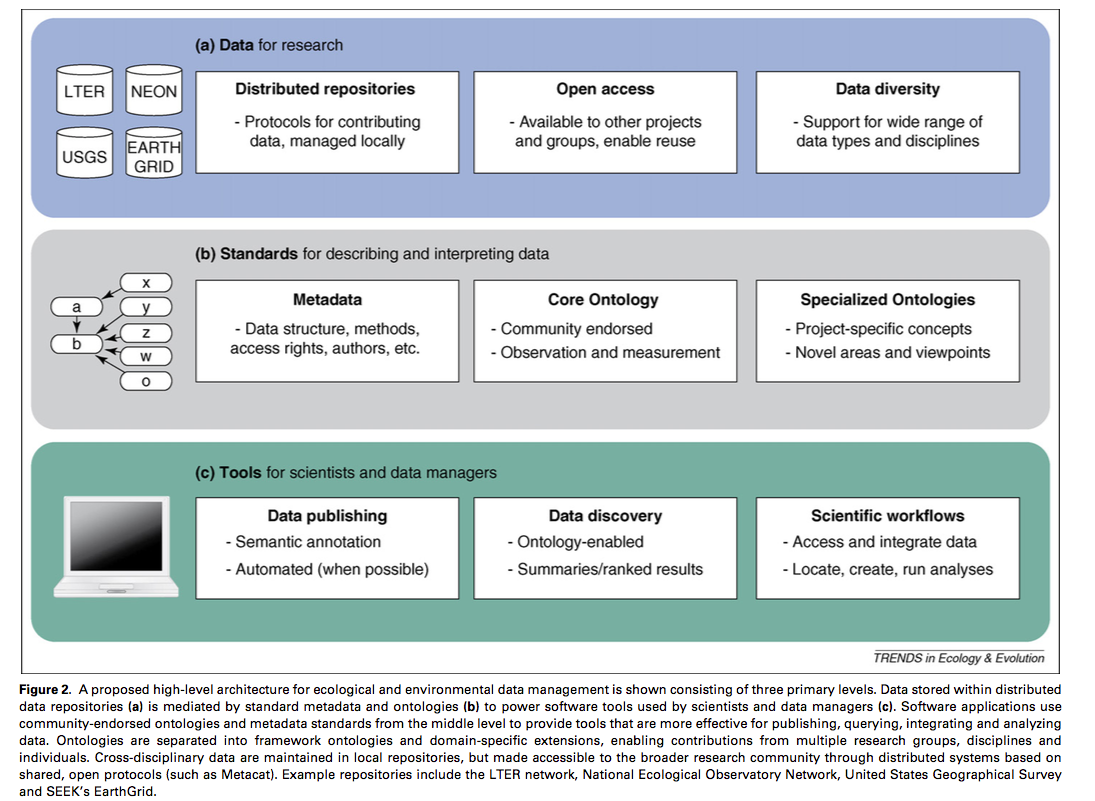 (a) Data for research
LTER
NEON
USGS
EARTH
GRID
Distributed repositories
- Protocols for contributing
data, managed locally
Open access
- Available to other projects
and groups, enable reuse
Data diversity
- Support for wide range of
data types and disciplines
(b) Standards for describing and interpreting data
x
a
y
z
b
w
o
Metadata
- Data structure, methods,
access rights, authors, etc.
Core Ontology
- Community endorsed
- Observation and measurement
Specialized Ontologies
- Project-specific concepts
- Novel areas and viewpoints
(c) Tools for scientists and data managers
Data publishing
- Semantic annotation
- Automated (when possible)
Data discovery
- Ontology-enabled
- Summaries/ranked results
Scientific workflows
- Access and integrate data
- Locate, create, run analyses
TRENDS in Ecology & Evolution
Figure 2. A proposed high-level architecture for ecological and environmental data management is shown consisting of three primary levels. Data stored within distributed
data repositories (a) is mediated by standard metadata and ontologies (b) to power software tools used by scientists and data managers (c). Software applications use
community-endorsed ontologies and metadata standards from the middle level to provide tools that are more effective for publishing, querying, integrating and analyzing
data. Ontologies are separated into framework ontologies and domain-specific extensions, enabling contributions from multiple research groups, disciplines and
individuals. Cross-disciplinary data are maintained in local repositories, but made accessible to the broader research community through distributed systems based on
shared, open protocols (such as Metacat). Example repositories include the LTER network, National Ecological Observatory Network, United States Geographical Survey
and SEEK's EarthGrid.